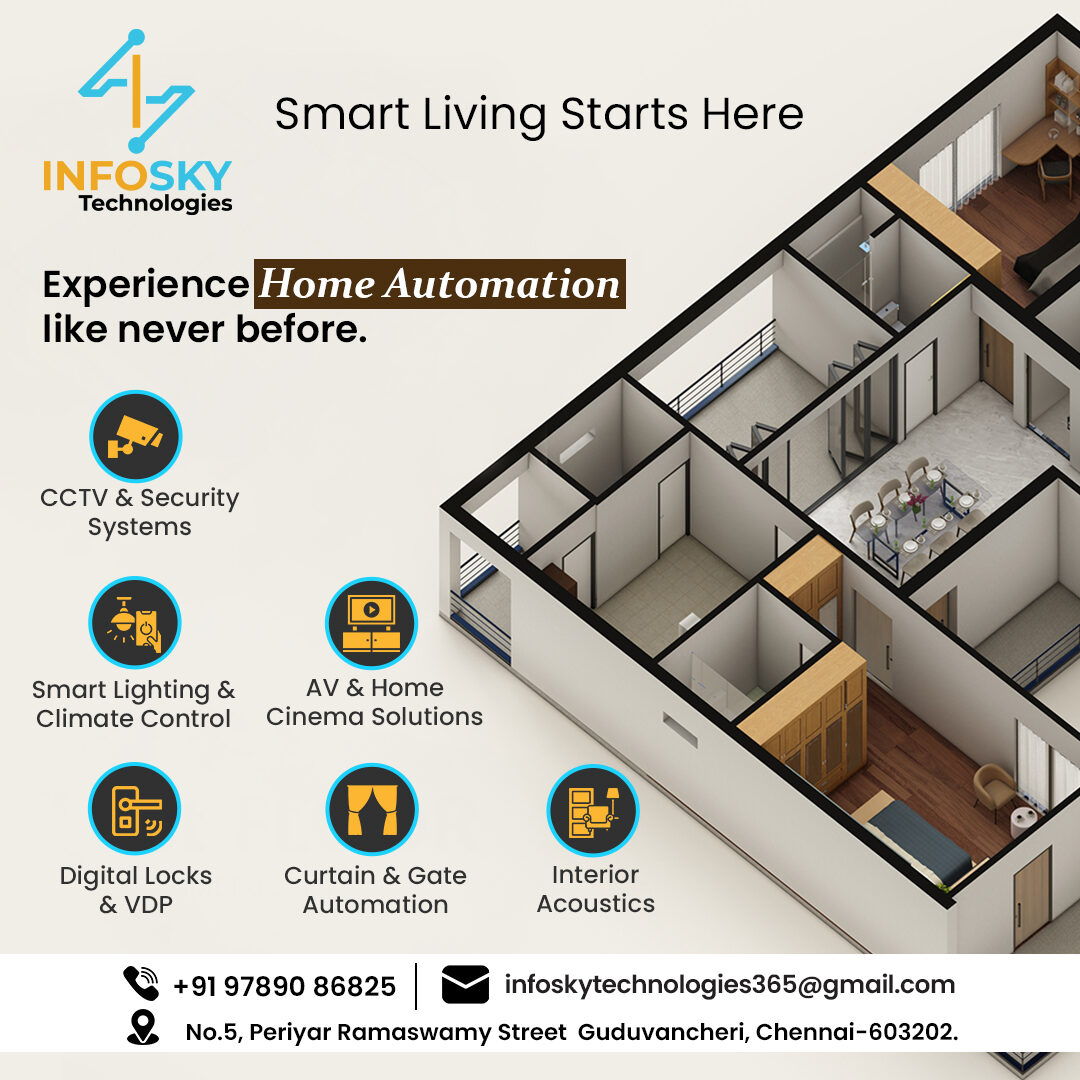 INFOSKY
Technologies
Smart Living Starts Here
Experience Home Automation
like never before.
CCTV & Security
Systems
Smart Lighting &
Climate Control
AV & Home
Cinema Solutions
Digital Locks
& VDP
Curtain & Gate
Automation
Interior
Acoustics
+91 97890 86825
infoskytechnologies365@gmail.com
No.5, Periyar Ramaswamy Street Guduvancheri, Chennai-603202.